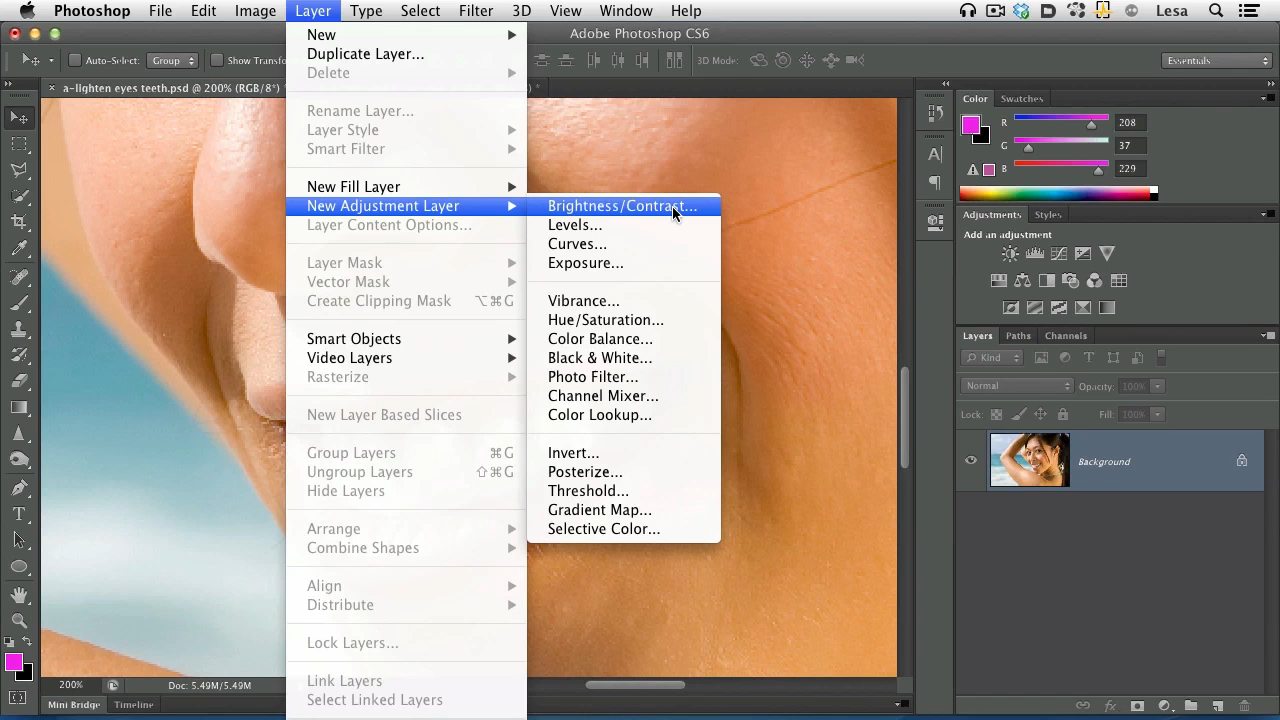 Photoshop File Edit Image Layer Type Select Filter 3D View Window Help Lesa
Adobe Photoshop CS6
Auto-Select: Group Show Transfo 3D Mode: Essentials
a-lighten eyes teeth.psd @ 200% (RGB/8*)
New
Duplicate Layer...
Delete
Rename Layer...
Layer Style
Smart Filter
New Fill Layer
New Adjustment Layer
Layer Content Options...
Layer Mask
Vector Mask
Create Clipping Mask ⌥⌘G
Smart Objects
Video Layers
Rasterize
New Layer Based Slices
Group Layers ⌘G
Ungroup Layers ⇧⌘G
Hide Layers
Arrange
Combine Shapes
Align
Distribute
Lock Layers...
Link Layers
Select Linked Layers
Brightness/Contrast...
Levels...
Curves...
Exposure...
Vibrance...
Hue/Saturation...
Color Balance...
Black & White...
Photo Filter...
Channel Mixer...
Color Lookup...
Invert...
Posterize...
Threshold...
Gradient Map...
Selective Color...
Color Swatches
R 208
G 37
B 229
Adjustments Styles
Add an adjustment
Layers Paths Channels
Kind
Normal Opacity: 100%
Lock: Fill: 100%
Background
200% Doc: 5.49M/5.49M
Mini Bridge Timeline